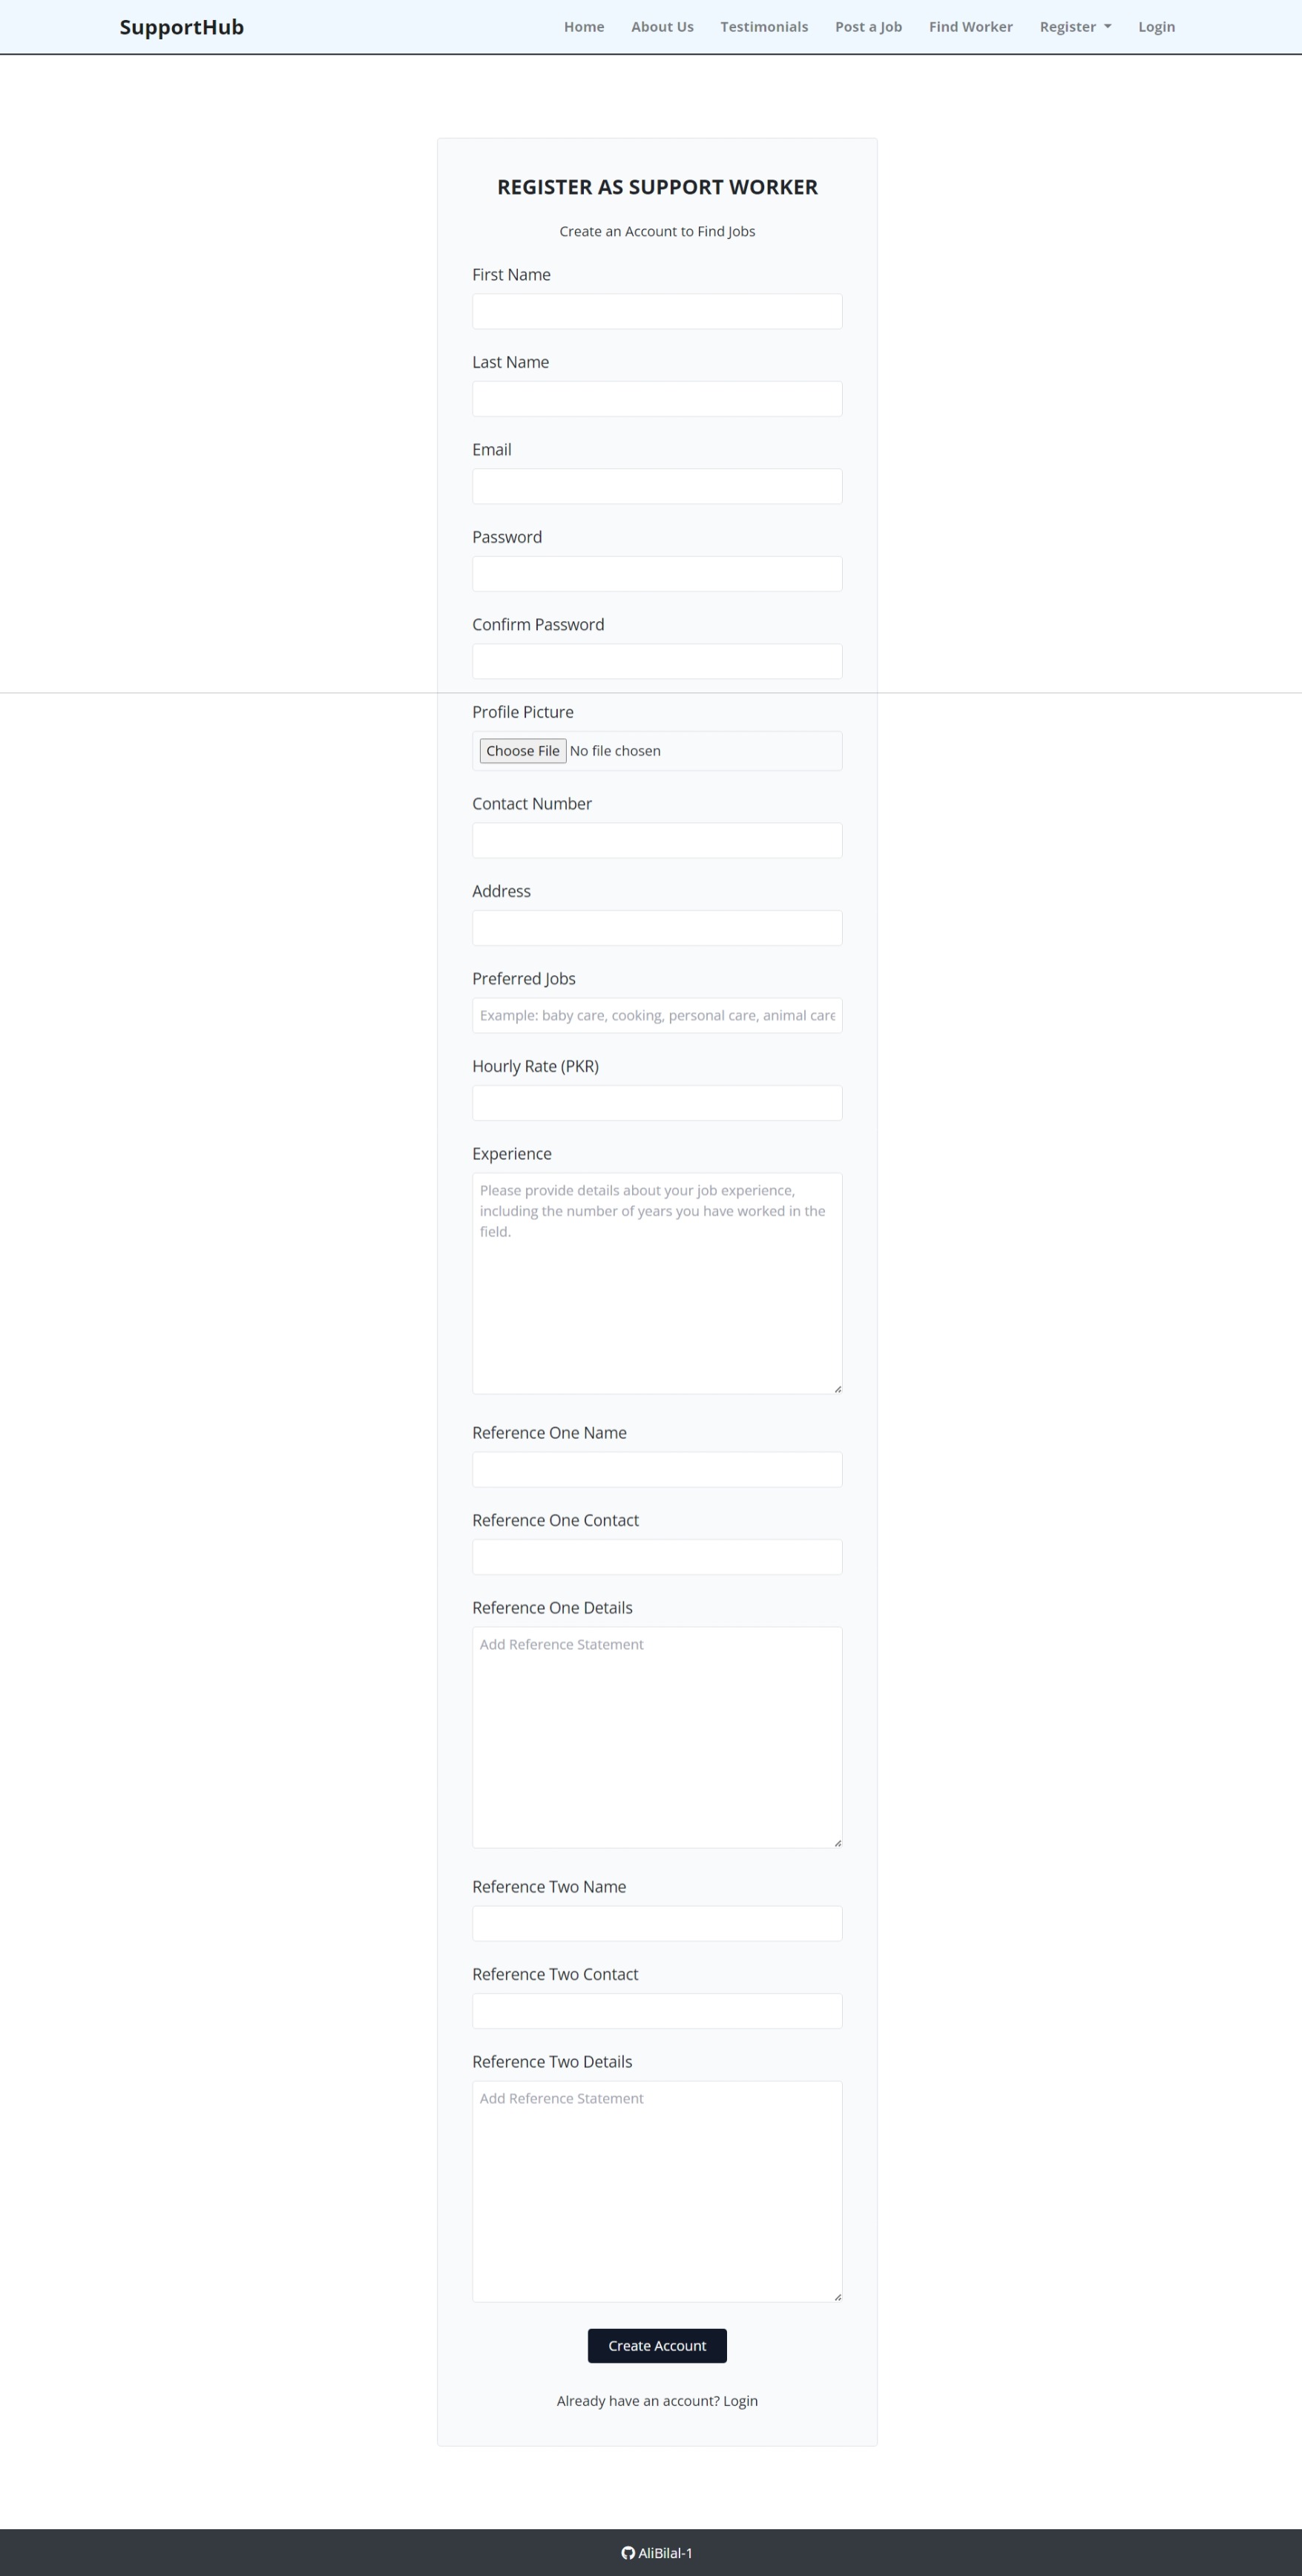 SupportHub Home About Us Testimonials Post a Job Find Worker Register Login
REGISTER AS SUPPORT WORKER
Create an Account to Find Jobs
First Name
Last Name
Email
Password
Confirm Password
Profile Picture
Choose File No file chosen
Contact Number
Address
Preferred Jobs
Example: baby care, cooking, personal care, animal care
Hourly Rate (PKR)
Experience
Please provide details about your job experience,
including the number of years you have worked in the
field.
Reference One Name
Reference One Contact
Reference One Details
Add Reference Statement
Reference Two Name
Reference Two Contact
Reference Two Details
Add Reference Statement
Create Account
Already have an account? Login
AliBilal-1